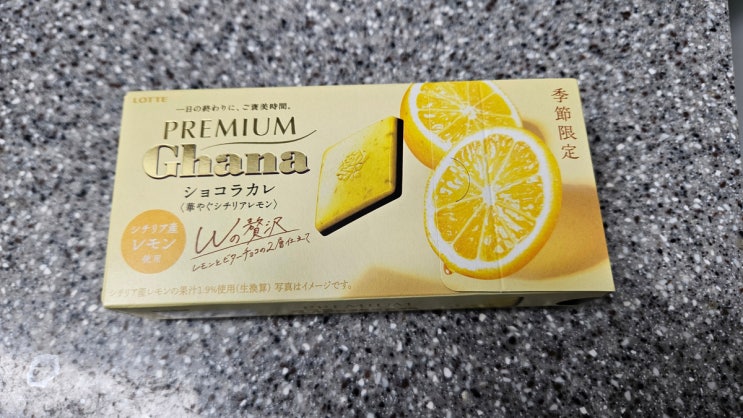 LOTTE
一日の終わりに、ご褒美時間。
PREMIUM
Ghana
ショコラカレ
〈華やぐシチリアレモン〉
シチリア産
レモン
使用
Wの贅沢
レモンとビターチョコの2層仕立て
シチリア産レモンの果汁1.9%使用(生換算) 写真はイメージです。
季節限定